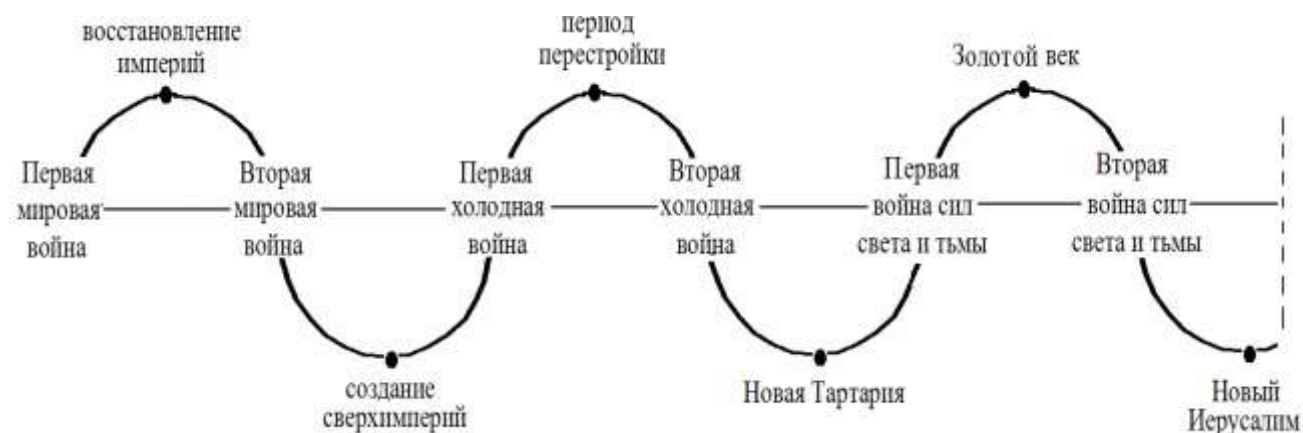 восстановление
империй
период
перестройки
Золотой век
Первая
мировая
война
Вторая
мировая
война
Первая
холодная
война
Вторая
холодная
война
Первая
война сил
света и тьмы
Вторая
война сил
света и тьмы
создание
сверхимперий
Новая Тартария
Новый
Иерусалим